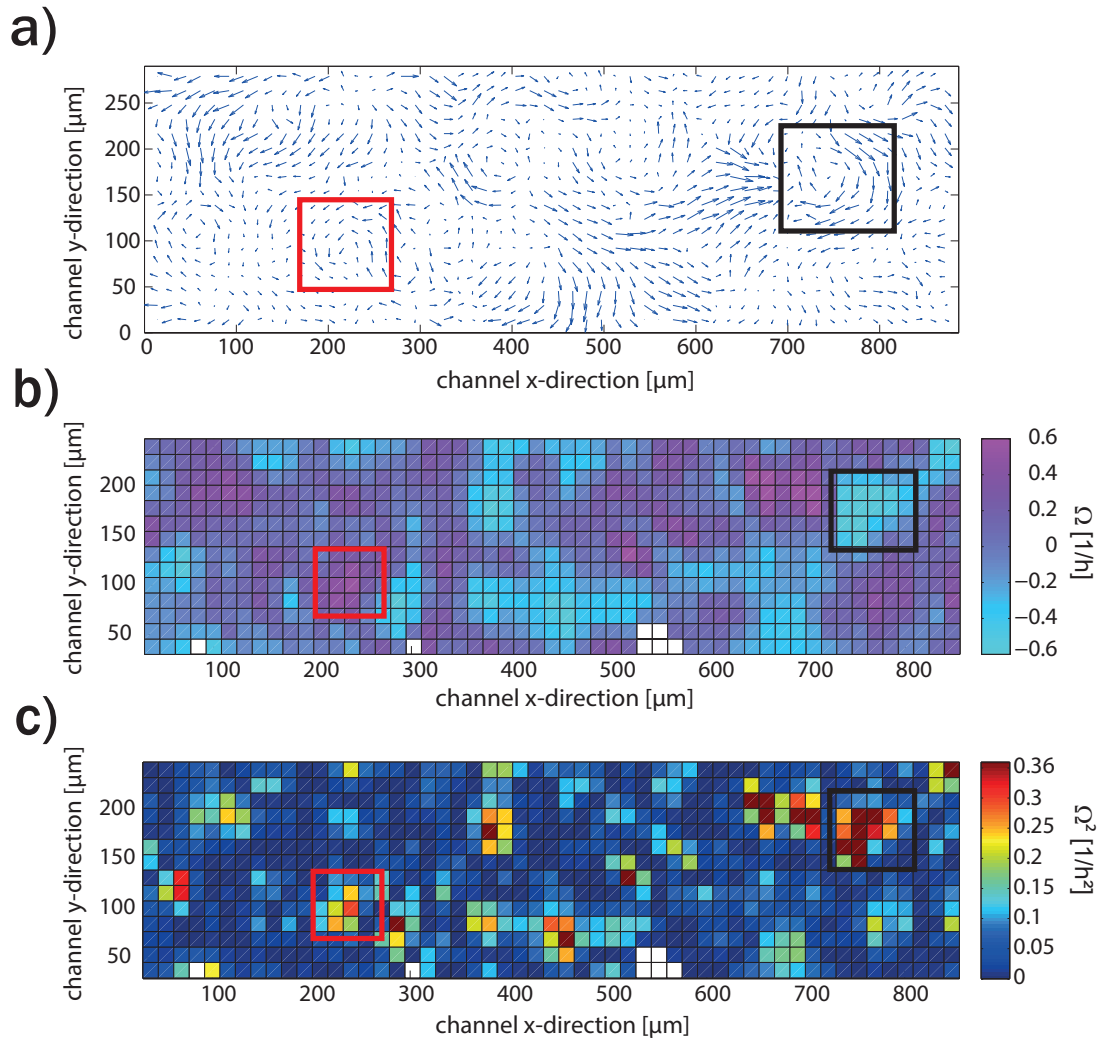 a)
channel y-direction [µm]
250
200
150
100
50
0
0 100 200 300 400 500 600 700 800
channel x-direction [µm]
b)
channel y-direction [µm]
200
150
100
50
100 200 300 400 500 600 700 800
channel x-direction [µm]
0.6
0.4
0.2
0
−0.2
−0.4
−0.6
Ω [1/h]
c)
channel y-direction [µm]
200
150
100
50
100 200 300 400 500 600 700 800
channel x-direction [µm]
0.36
0.3
0.25
0.2
0.15
0.1
0.05
0
Ω² [1/h²]